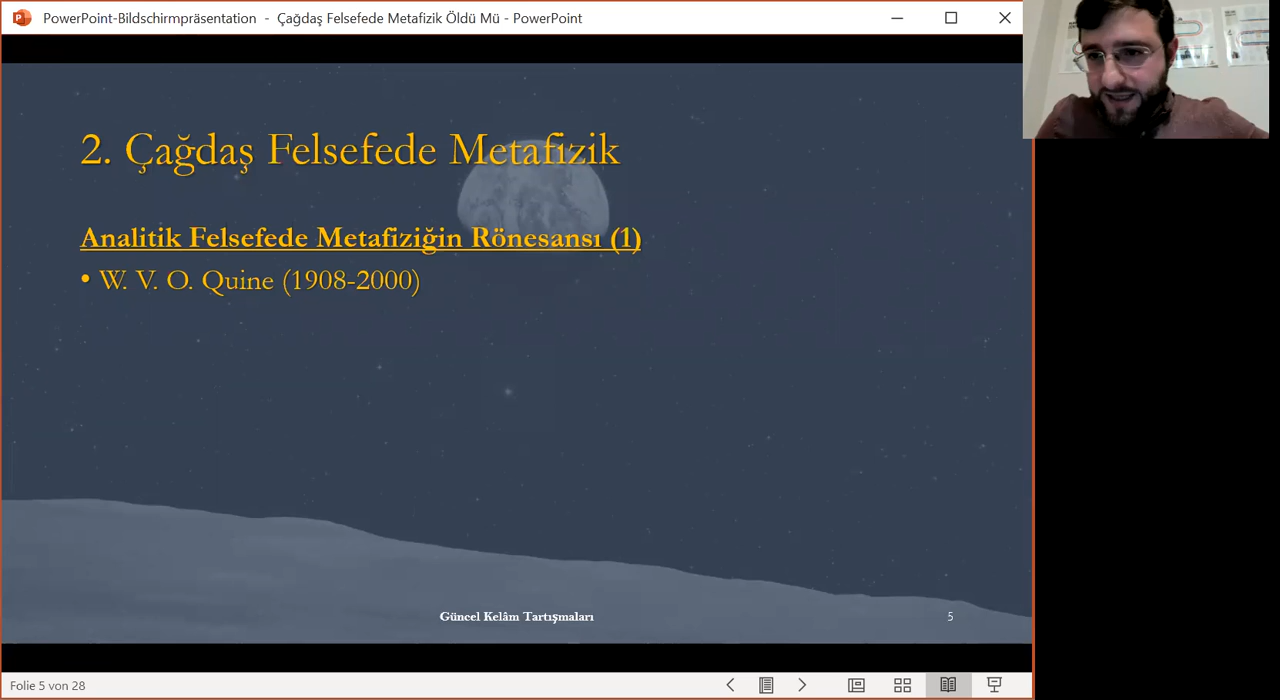 PowerPoint-Bildschirmpräsentation - Çağdaş Felsefede Metafizik Öldü Mü - PowerPoint
2. Çağdaş Felsefede Metafizik
Analitik Felsefede Metafiziğin Rönesansı (1)
• W. V. O. Quine (1908-2000)
Güncel Kelâm Tartışmaları
5
Folie 5 von 28